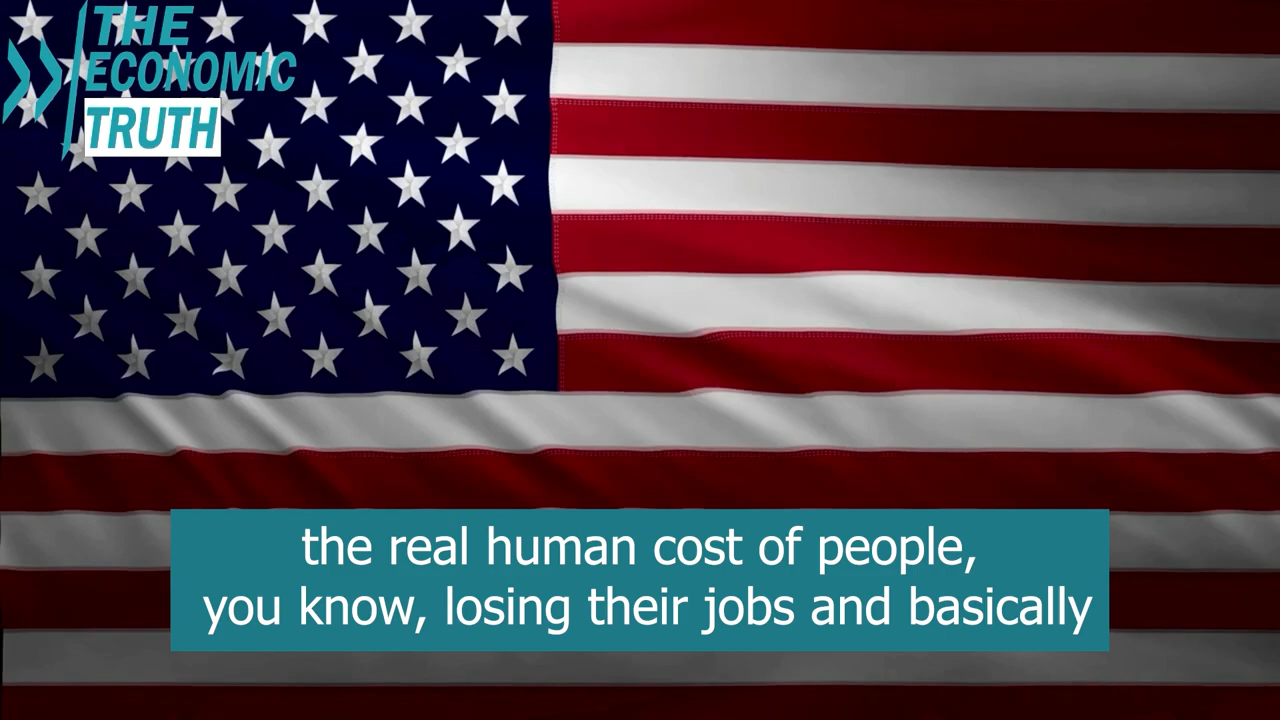 THE
ECONOMIC
TRUTH
the real human cost of people,
you know, losing their jobs and basically